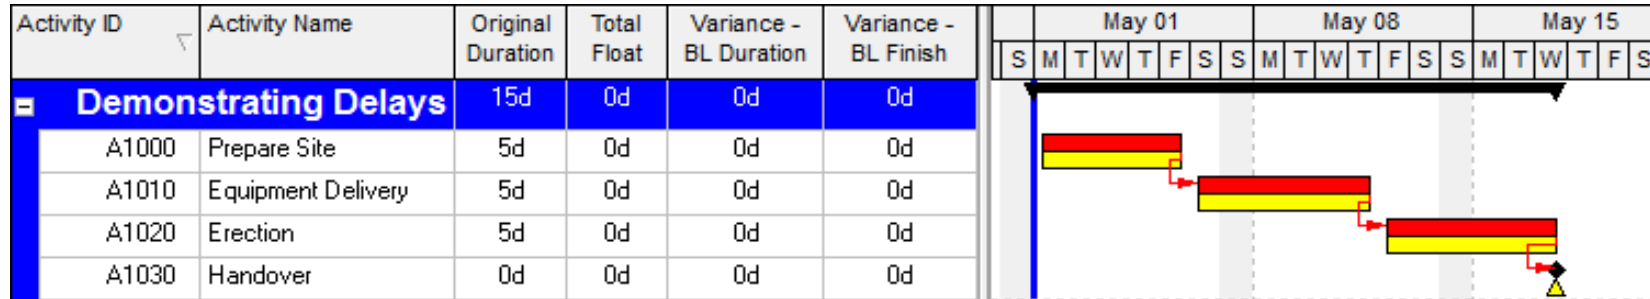 Activity ID Activity Name Original Duration Total Float Variance - BL Duration Variance - BL Finish May 01 May 08 May 15
S M T W T F S S M T W T F S S M T W T F S
Demonstrating Delays 15d 0d 0d 0d
A1000 Prepare Site 5d 0d 0d 0d
A1010 Equipment Delivery 5d 0d 0d 0d
A1020 Erection 5d 0d 0d 0d
A1030 Handover 0d 0d 0d 0d